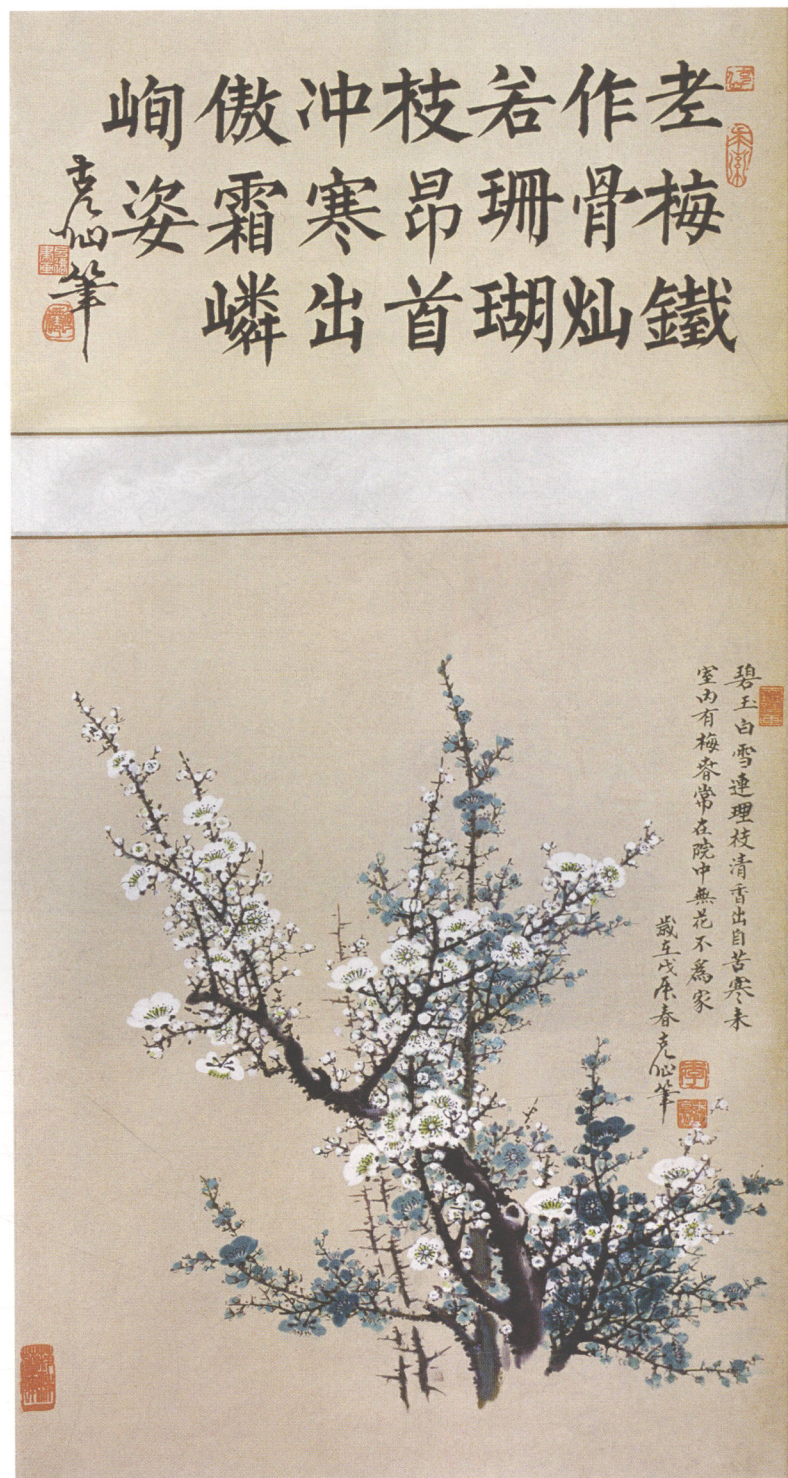 老梅鐵
作骨灿
若珊瑚
枝昂首
冲寒出
傲霜嶙
峋姿
克仙筆
碧玉白雪連理枝清香出自苦寒来
室内有梅春常在院中無花不為家
歲在戊辰春克仙筆